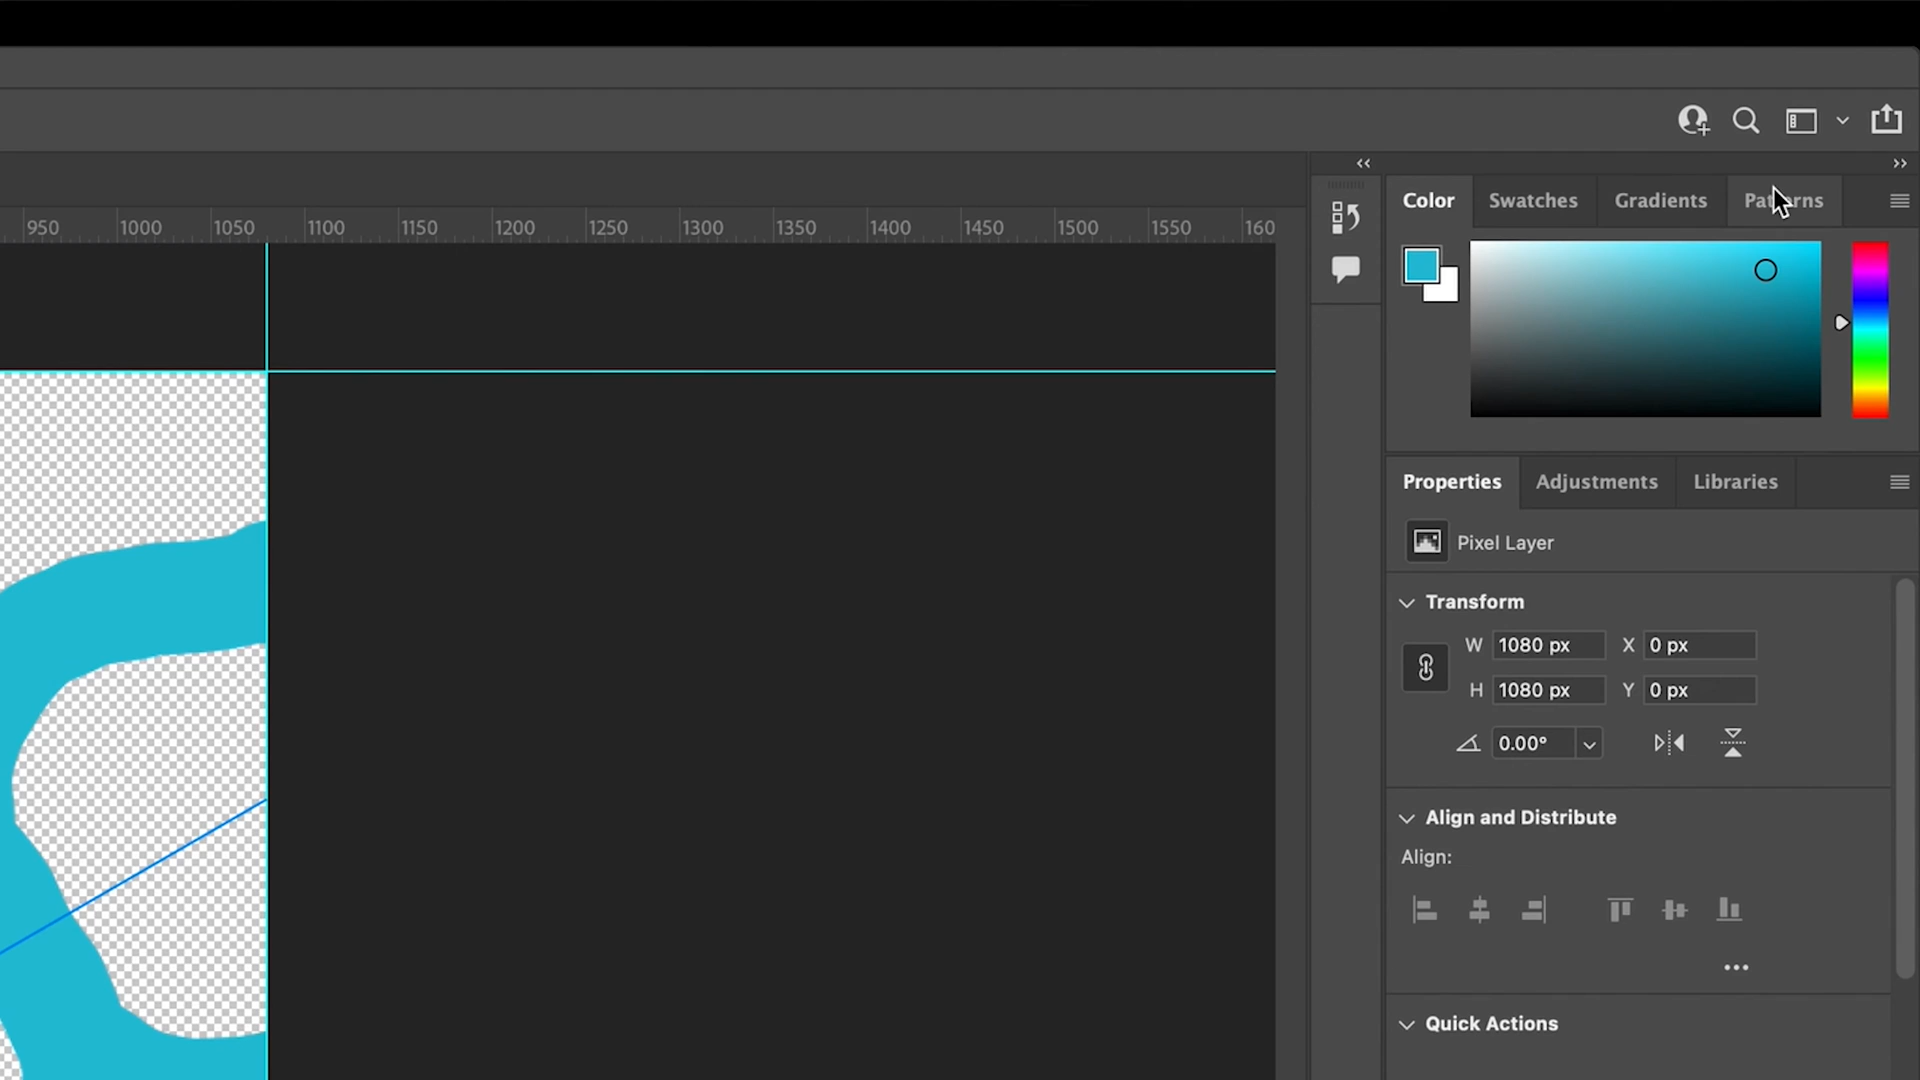 Color Swatches Gradients Patterns
950 1000 1050 1100 1150 1200 1250 1300 1350 1400 1450 1500 1550 160
Properties Adjustments Libraries
Pixel Layer
Transform
W 1080 px X 0 px
H 1080 px Y 0 px
0.00°
Align and Distribute
Align:
Quick Actions